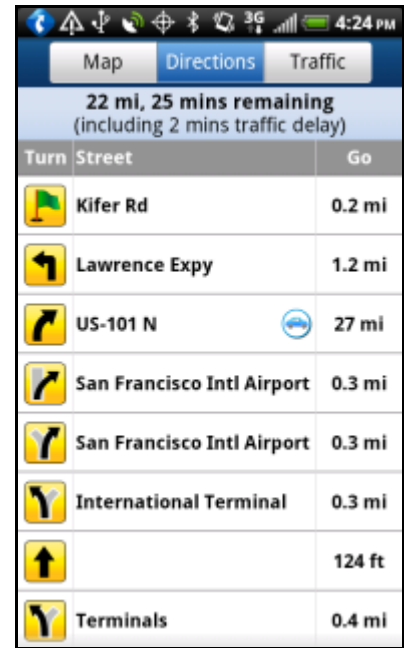 3G 4:24 PM
Map Directions Traffic
22 mi, 25 mins remaining
(including 2 mins traffic delay)
Turn Street Go
Kifer Rd 0.2 mi
Lawrence Expy 1.2 mi
US-101 N 27 mi
San Francisco Intl Airport 0.3 mi
San Francisco Intl Airport 0.3 mi
International Terminal 0.3 mi
124 ft
Terminals 0.4 mi